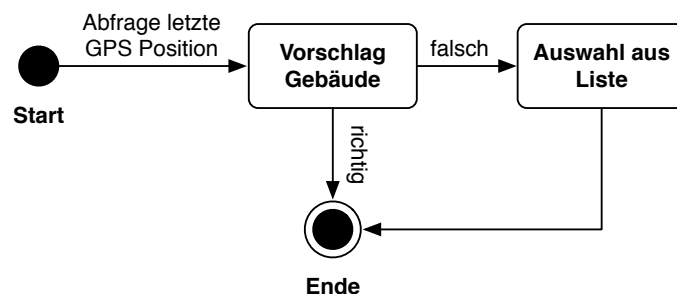 Abfrage letzte
GPS Position
Start
Vorschlag
Gebäude
falsch
Auswahl aus
Liste
richtig
Ende